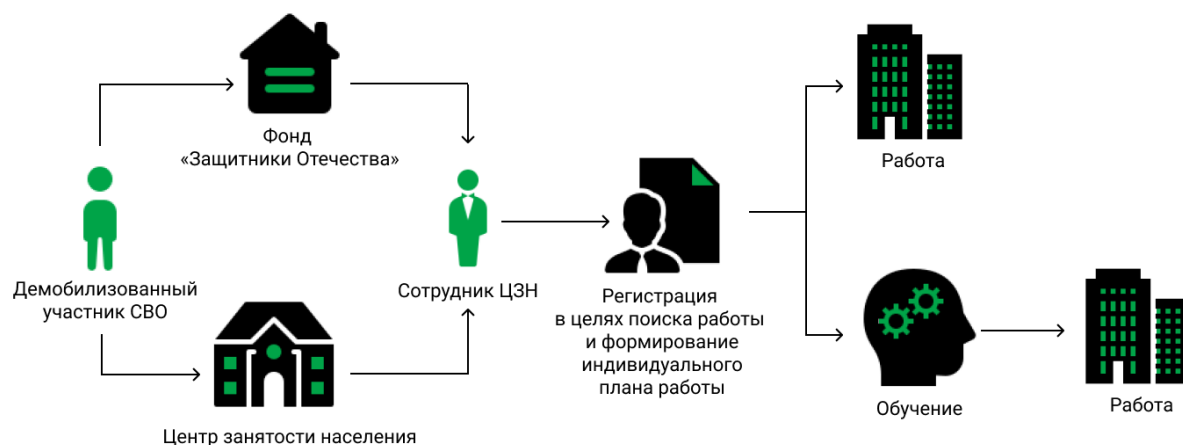 Фонд
«Защитники Отечества»
Демобилизованный
участник СВО
Центр занятости населения
Сотрудник ЦЗН
Регистрация
в целях поиска работы
и формирование
индивидуального
плана работы
Работа
Обучение
Работа